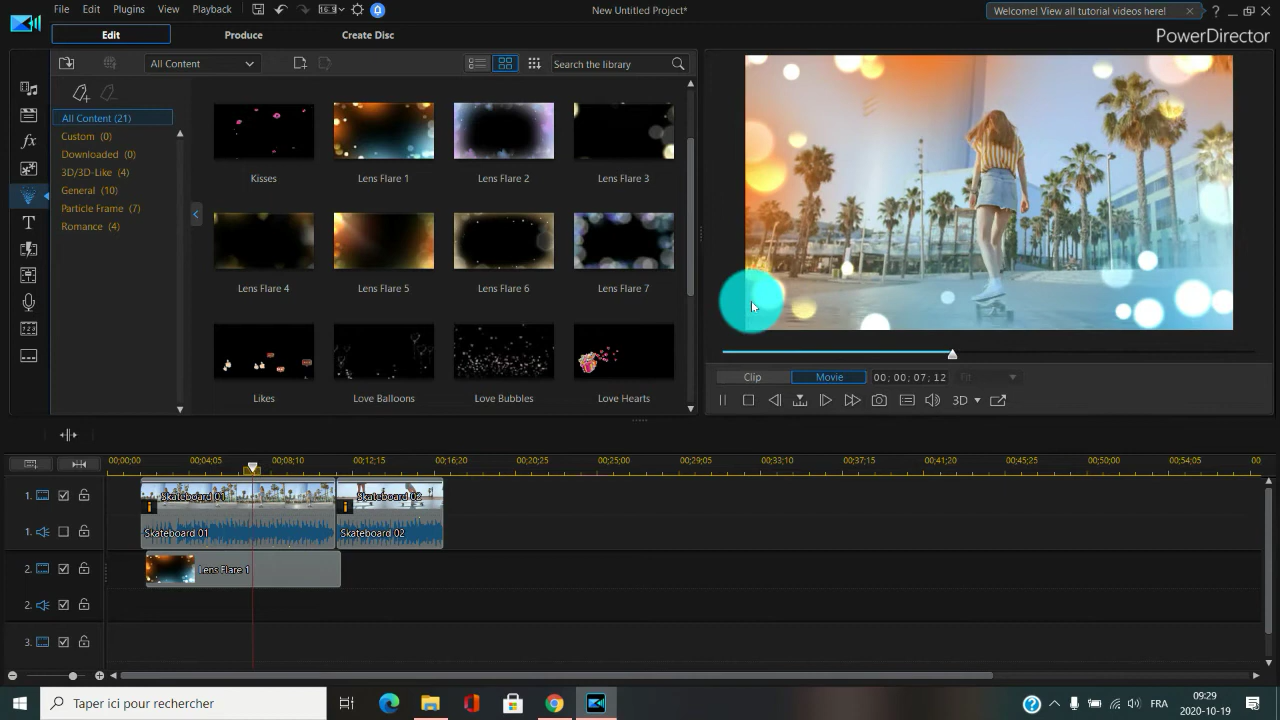 File Edit Plugins View Playback New Untitled Project* Welcome! View all tutorial videos here! ?
Edit Produce Create Disc PowerDirector
All Content Search the library
All Content (21)
Custom (0)
Downloaded (0)
3D/3D-Like (4)
General (10)
Particle Frame (7)
Romance (4)
Kisses Lens Flare 1 Lens Flare 2 Lens Flare 3
Lens Flare 4 Lens Flare 5 Lens Flare 6 Lens Flare 7
Likes Love Balloons Love Bubbles Love Hearts
Clip Movie 00; 00; 07; 12 Fit
3D
00;00;00 00;04;05 00;08;10 00;12;15 00;16;20 00;20;25 00;25;00 00;29;05 00;33;10 00;37;15 00;41;20 00;45;25 00;50;00 00;54;05 00
1. Skateboard 01
1. Skateboard 01 Skateboard 02
2. Lens Flare 1
2.
3.
Taper ici pour rechercher FRA 09:29
2020-10-19